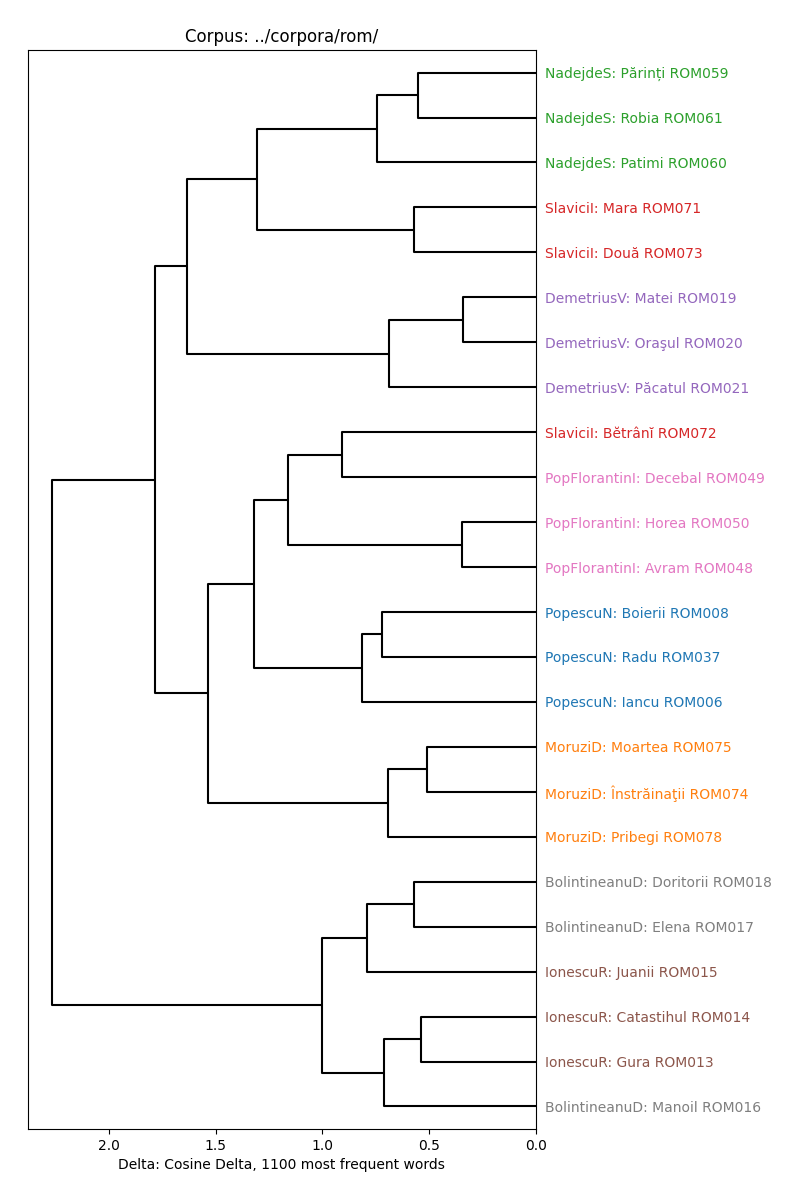 Corpus: ../corpora/rom/
NadejdeS: Părinți ROM059
NadejdeS: Robia ROM061
NadejdeS: Patimi ROM060
SlaviciI: Mara ROM071
SlaviciI: Două ROM073
DemetriusV: Matei ROM019
DemetriusV: Oraşul ROM020
DemetriusV: Păcatul ROM021
SlaviciI: Bĕtrânĭ ROM072
PopFlorantinI: Decebal ROM049
PopFlorantinI: Horea ROM050
PopFlorantinI: Avram ROM048
PopescuN: Boierii ROM008
PopescuN: Radu ROM037
PopescuN: Iancu ROM006
MoruziD: Moartea ROM075
MoruziD: Înstrăinaţii ROM074
MoruziD: Pribegi ROM078
BolintineanuD: Doritorii ROM018
BolintineanuD: Elena ROM017
IonescuR: Juanii ROM015
IonescuR: Catastihul ROM014
IonescuR: Gura ROM013
BolintineanuD: Manoil ROM016
2.0 1.5 1.0 0.5 0.0
Delta: Cosine Delta, 1100 most frequent words